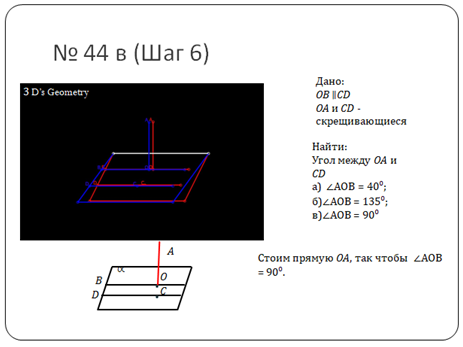 № 44 в (Шаг 6)
3 D's Geometry
Дано:
OB ∥CD
OA и CD -
скрещивающиеся
Найти:
Угол между OA и
CD
а) ∠AOB = 40⁰;
б)∠AOB = 135⁰;
в)∠AOB = 90⁰
Стоим прямую OA, так чтобы ∠AOB
= 90⁰.
A
α
B
O
D
C